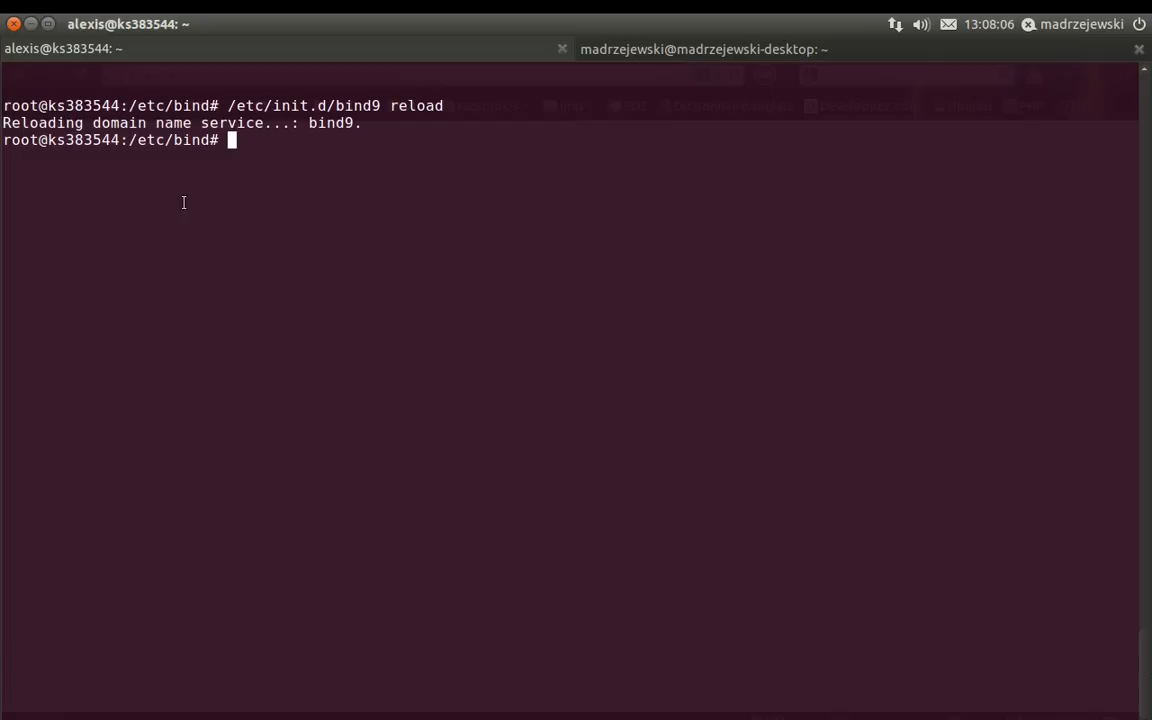 alexis@ks383544: ~
13:08:06
madrzejewski
alexis@ks383544: ~
madrzejewski@madrzejewski-desktop: ~
root@ks383544:/etc/bind# /etc/init.d/bind9 reload
Reloading domain name service...: bind9.
root@ks383544:/etc/bind#